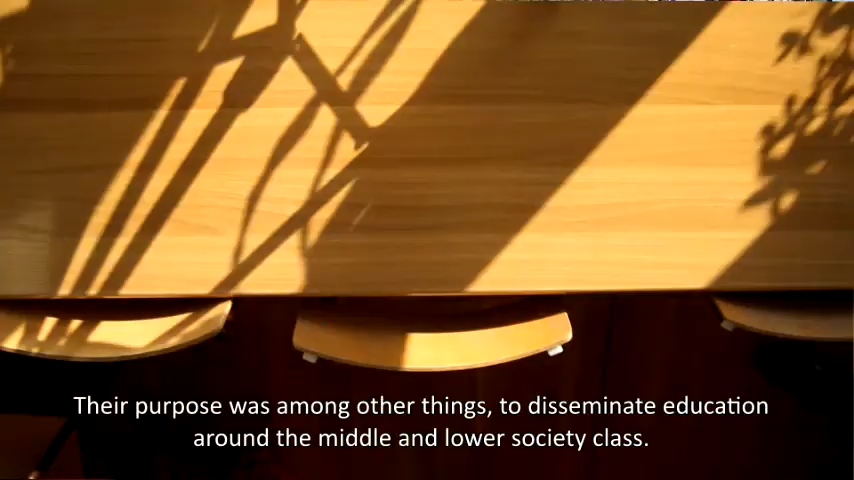 Their purpose was among other things, to disseminate education
around the middle and lower society class.